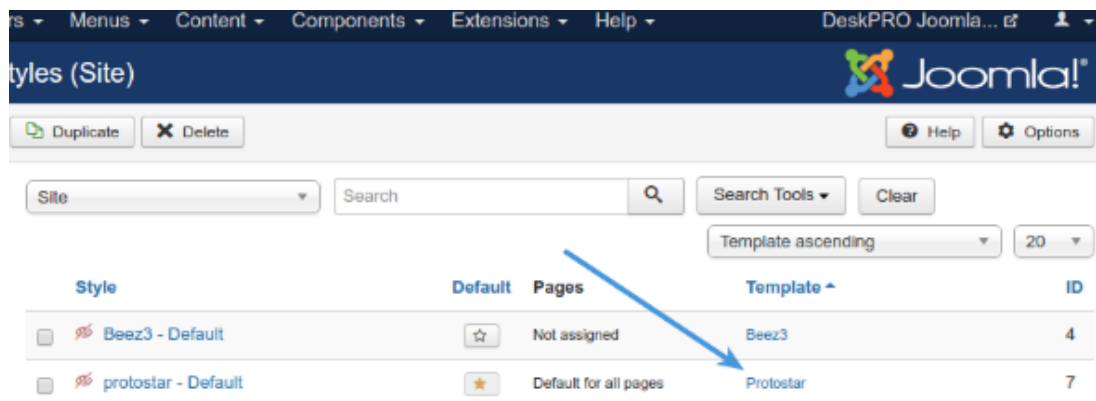 rs Menus Content Components Extensions Help DeskPRO Joomla...
tyles (Site) Joomla!®
Duplicate Delete Help Options
Site Search Search Tools Clear
Template ascending 20
Style Default Pages Template ID
Beez3 - Default Not assigned Beez3 4
protostar - Default Default for all pages Protostar 7